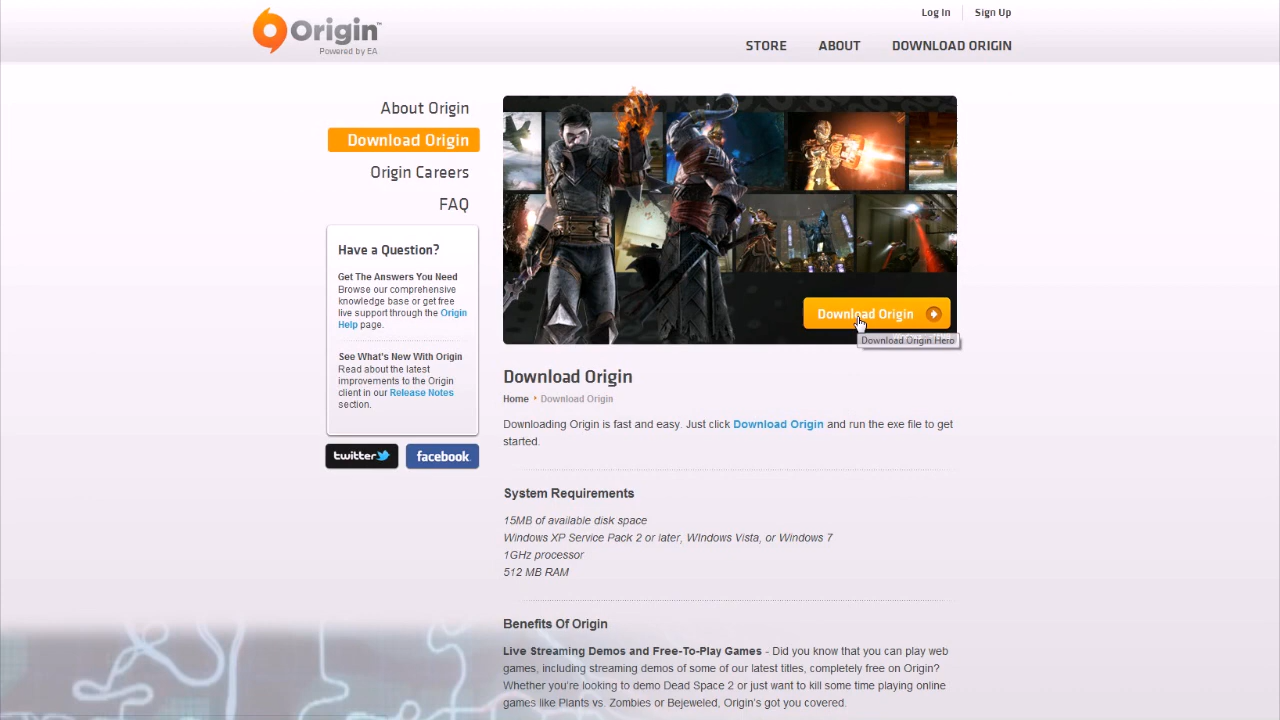 Origin™
Powered by EA
Log In
Sign Up
STORE
ABOUT
DOWNLOAD ORIGIN
About Origin
Download Origin
Origin Careers
FAQ
Have a Question?
Get The Answers You Need
Browse our comprehensive
knowledge base or get free
live support through the Origin
Help page.
See What's New With Origin
Read about the latest
improvements to the Origin
client in our Release Notes
section.
twitter
facebook
Download Origin
Download Origin Hero
Download Origin
Home Download Origin
Downloading Origin is fast and easy. Just click Download Origin and run the exe file to get
started.
System Requirements
15MB of available disk space
Windows XP Service Pack 2 or later, WIndows Vista, or Windows 7
1GHz processor
512 MB RAM
Benefits Of Origin
Live Streaming Demos and Free-To-Play Games - Did you know that you can play web
games, including streaming demos of some of our latest titles, completely free on Origin?
Whether you're looking to demo Dead Space 2 or just want to kill some time playing online
games like Plants vs. Zombies or Bejeweled, Origin's got you covered.